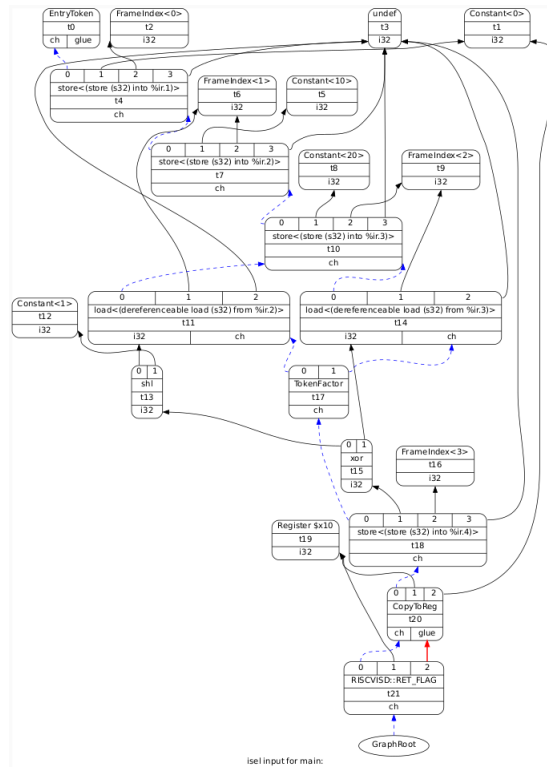 EntryToken
t0
ch glue
FrameIndex<0>
t2
i32
undef
t3
i32
Constant<0>
t1
i32
0 1 2 3
store<(store (s32) into %ir.1)>
t4
ch
FrameIndex<1>
t6
i32
Constant<10>
t5
i32
0 1 2 3
store<(store (s32) into %ir.2)>
t7
ch
Constant<20>
t8
i32
FrameIndex<2>
t9
i32
0 1 2 3
store<(store (s32) into %ir.3)>
t10
ch
Constant<1>
t12
i32
0 1 2
load<(dereferenceable load (s32) from %ir.2)>
t11
i32 ch
0 1 2
load<(dereferenceable load (s32) from %ir.3)>
t14
i32 ch
0 1
shl
t13
i32
0 1
TokenFactor
t17
ch
0 1
xor
t15
i32
FrameIndex<3>
t16
i32
Register $x10
t19
i32
0 1 2 3
store<(store (s32) into %ir.4)>
t18
ch
0 1 2
CopyToReg
t20
ch glue
0 1 2
RISCVISD::RET_FLAG
t21
ch
GraphRoot
isel input for main: